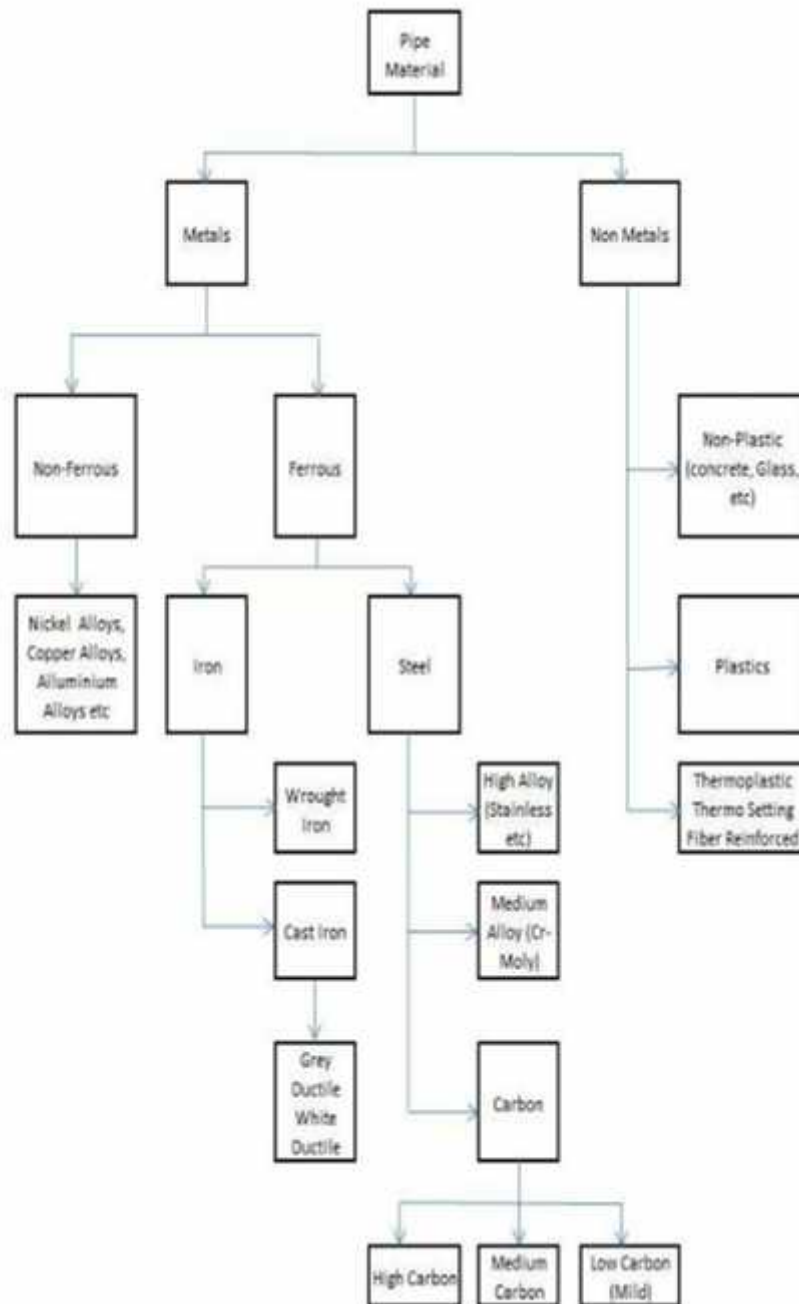 Pipe
Material
Metals
Non Metals
Non-Ferrous
Ferrous
Non-Plastic
(concrete, Glass,
etc)
Nickel Alloys,
Copper Alloys,
Alluminium
Alloys etc
Iron
Steel
Plastics
Wrought
Iron
High Alloy
(Stainless
etc)
Thermoplastic
Thermo Setting
Fiber Reinforced
Cast Iron
Medium
Alloy (Cr-
Moly)
Grey
Ductile
White
Ductile
Carbon
High Carbon
Medium
Carbon
Low Carbon
(Mild)